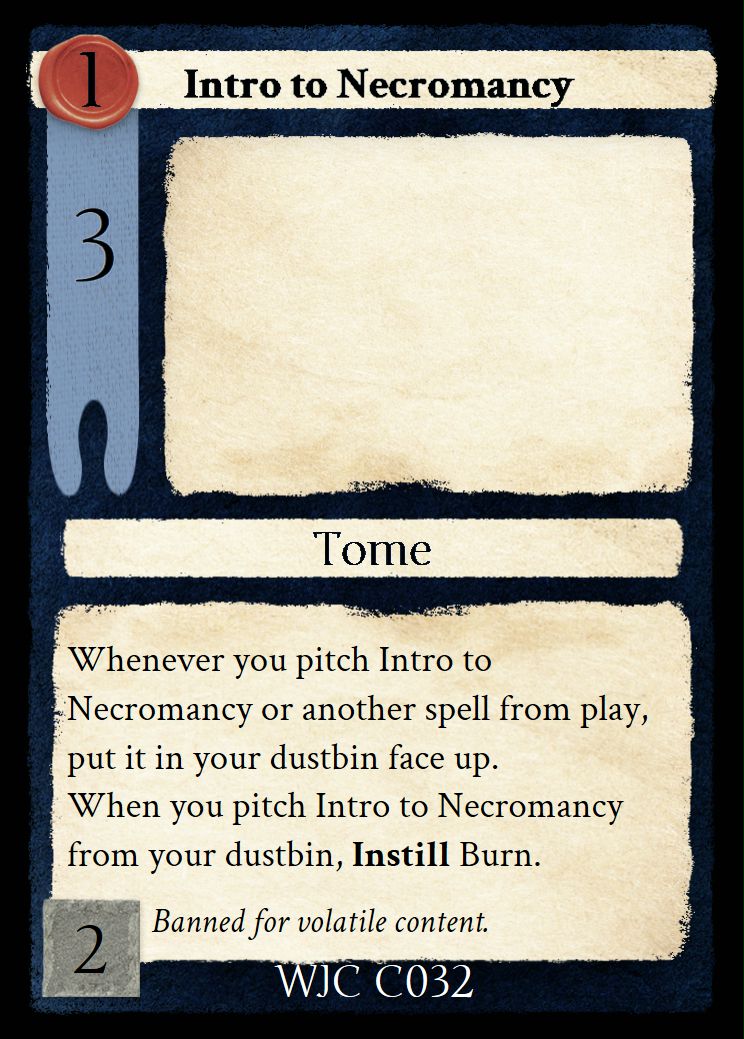 1
Intro to Necromancy
3
Tome
Whenever you pitch Intro to
Necromancy or another spell from play,
put it in your dustbin face up.
When you pitch Intro to Necromancy
from your dustbin, Instill Burn.
Banned for volatile content.
2
WJC C032